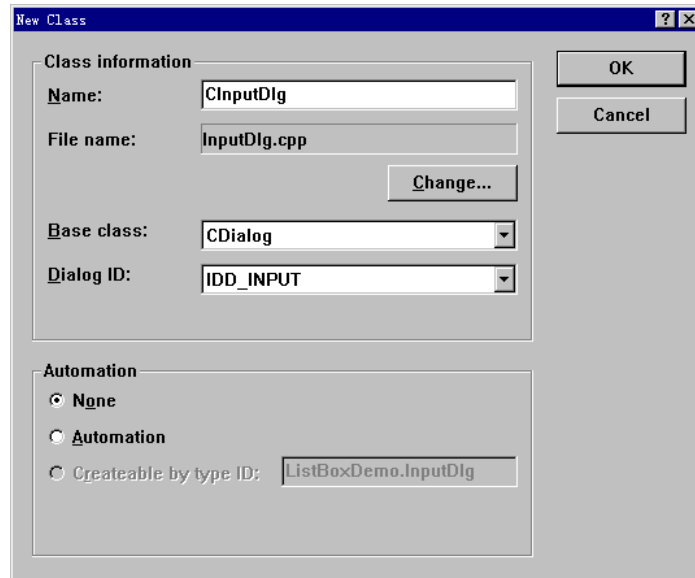 New Class
Class information
Name:
CInputDlg
File name:
InputDlg.cpp
Change...
Base class:
CDialog
Dialog ID:
IDD_INPUT
OK
Cancel
Automation
None
Automation
Createable by type ID:
ListBoxDemo.InputDlg